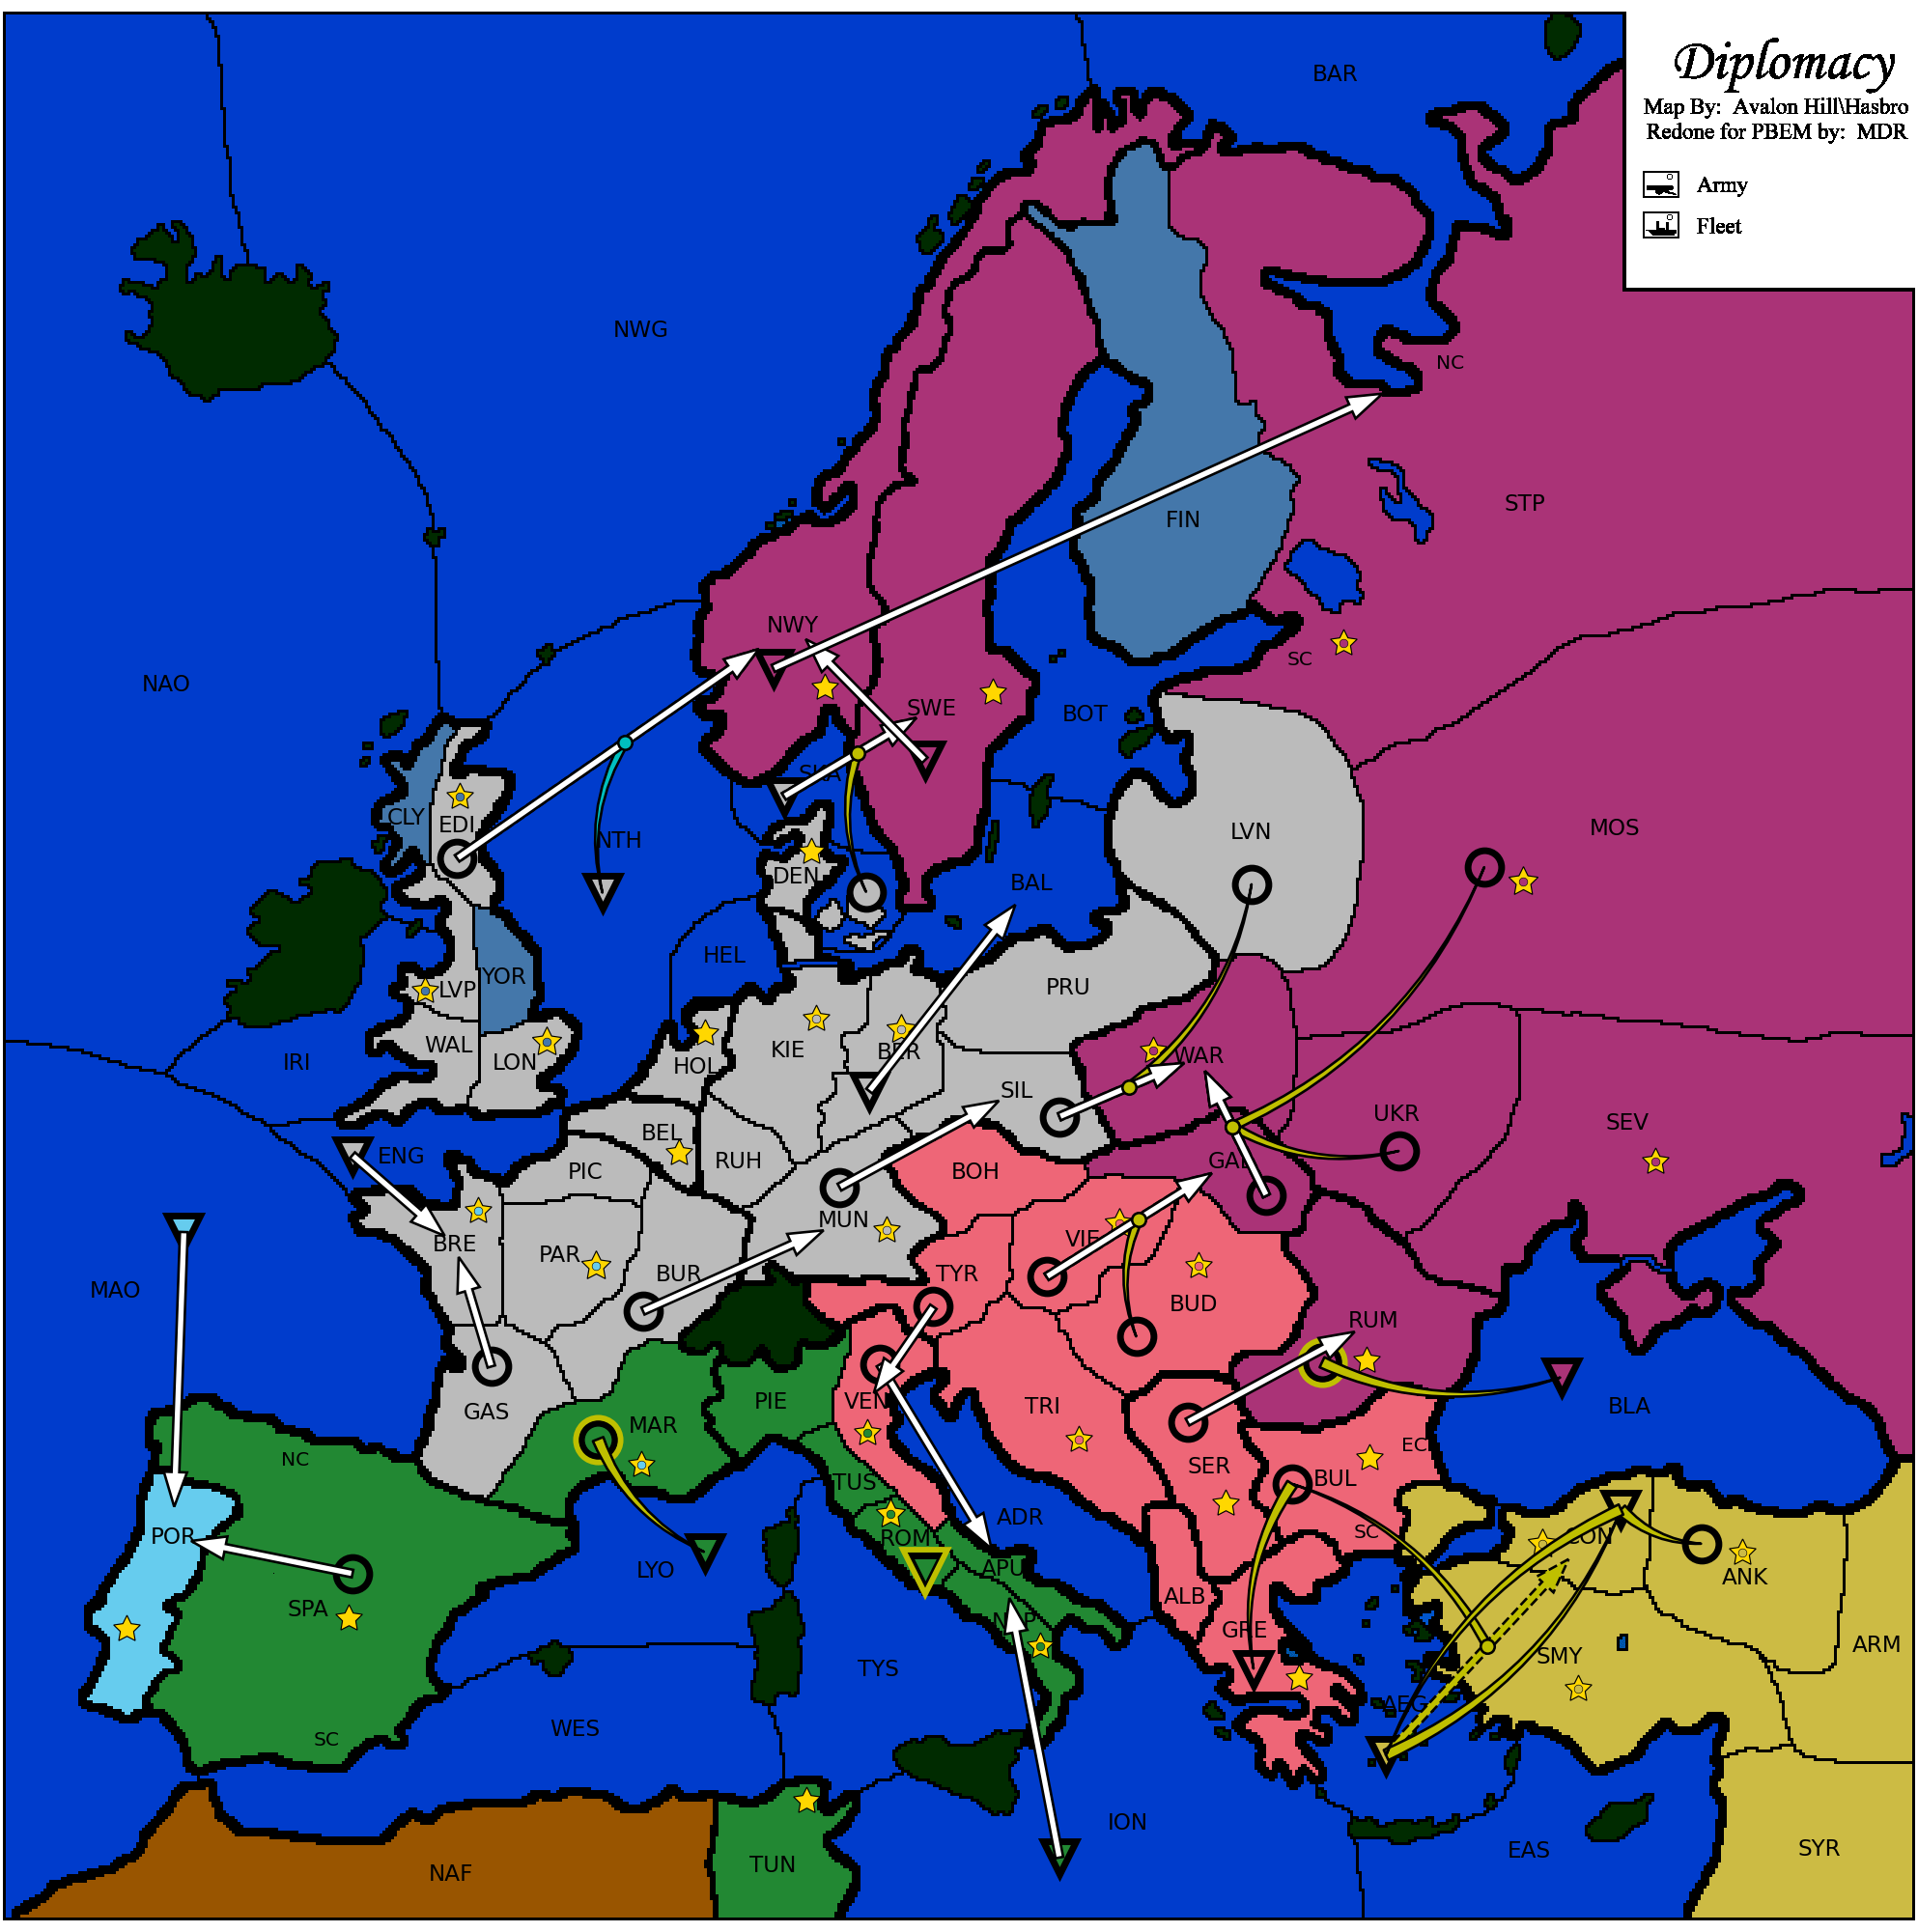 Diplomacy
Map By: Avalon Hill\Hasbro
Redone for PBEM by: MDR
Army
Fleet
BAR
NWG
NC
STP
FIN
NWY
SC
NAO
SWE
BOT
SKA
CLY
EDI
NTH
LVN
MOS
DEN
BAL
HEL
YOR
LVP
PRU
WAL
LON
IRI
HOL
KIE
BER
WAR
SIL
UKR
SEV
BEL
ENG
PIC
RUH
BOH
GAL
MUN
BRE
PAR
VIE
MAO
BUR
TYR
BUD
RUM
GAS
MAR
PIE
VEN
TRI
BLA
NC
TUS
SER
EC
BUL
POR
ROM
ADR
SC
CON
LYO
APU
ANK
SPA
ALB
NAP
GRE
ARM
SMY
TYS
AEG
SC
WES
ION
EAS
SYR
NAF
TUN